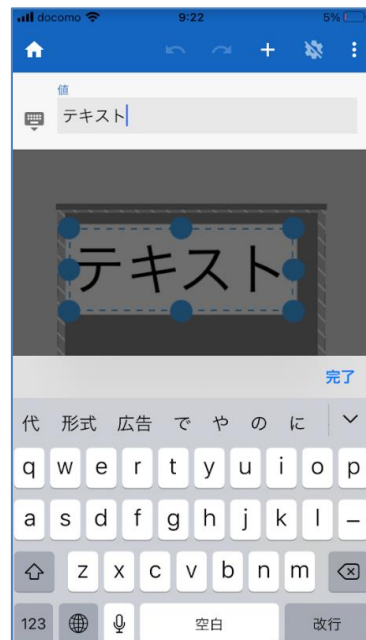 docomo 9:22 5%
値
テキスト
テキスト
完了
代 形式 広告 で や の に
q w e r t y u i o p
a s d f g h j k l ー
z x c v b n m
123 空白 改行